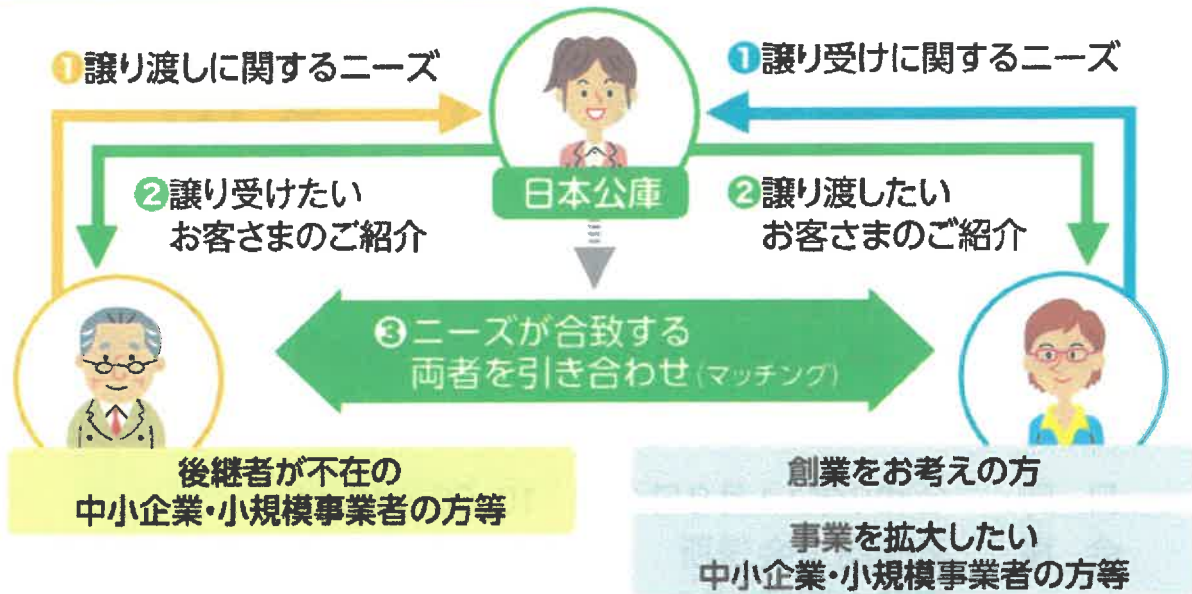 ❶譲り渡しに関するニーズ
❶譲り受けに関するニーズ
❷譲り受けたい
お客さまのご紹介
日本公庫
❷譲り渡したい
お客さまのご紹介
❸ニーズが合致する
両者を引き合わせ(マッチング)
後継者が不在の
中小企業・小規模事業者の方等
創業をお考えの方
事業を拡大したい
中小企業・小規模事業者の方等